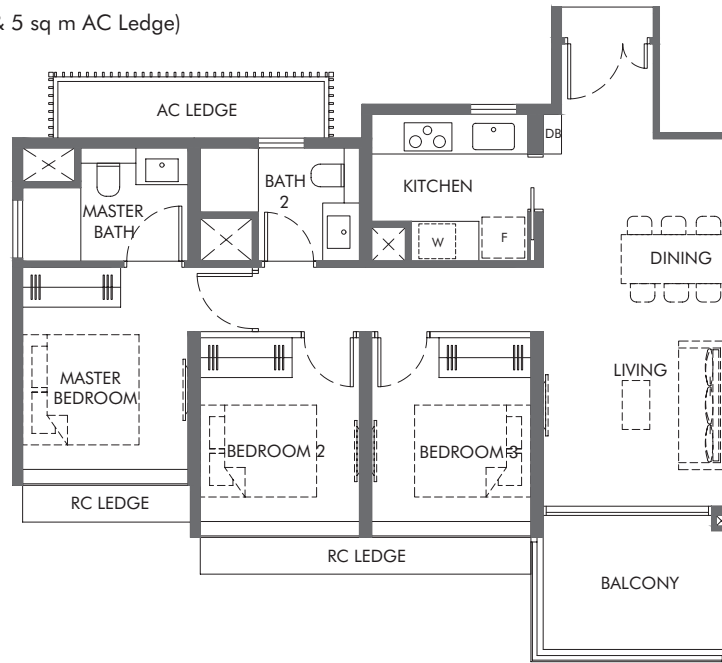 & 5 sq m AC Ledge)
AC LEDGE
DB
BATH
2
KITCHEN
MASTER
BATH
W
F
DINING
MASTER
BEDROOM
LIVING
BEDROOM 2
BEDROOM 3
RC LEDGE
RC LEDGE
BALCONY